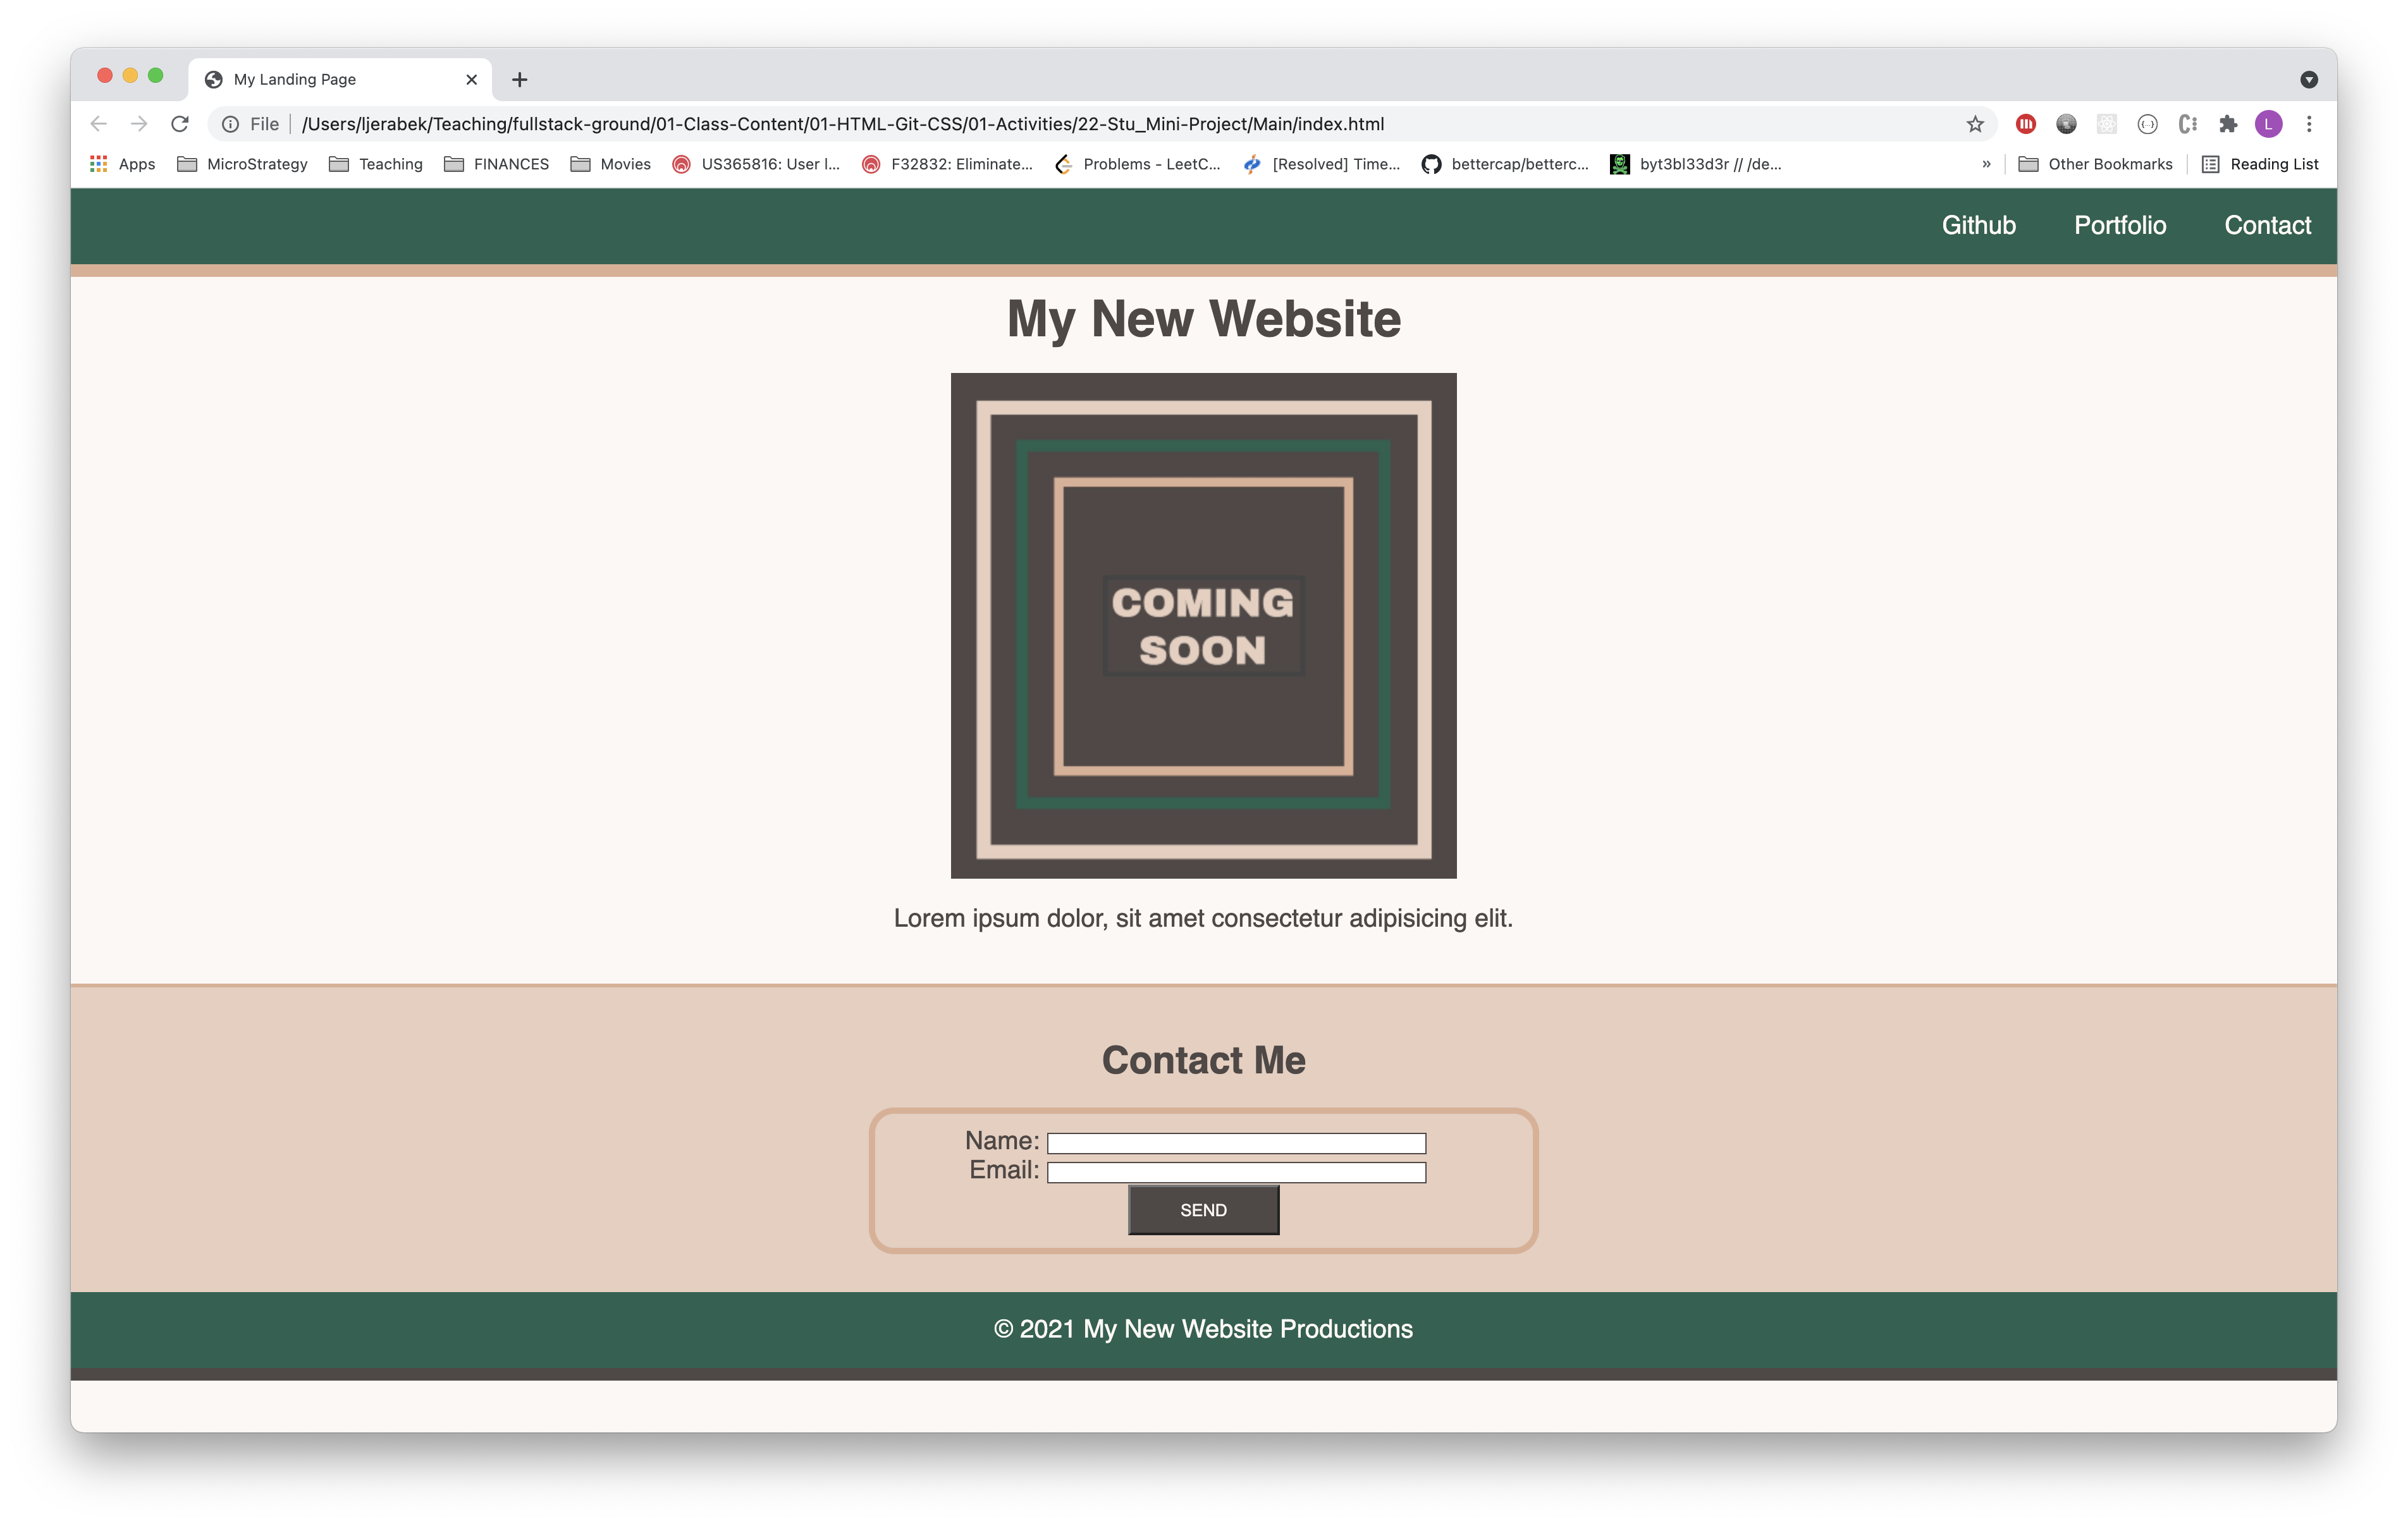 My Landing Page
File /Users/ljerabek/Teaching/fullstack-ground/01-Class-Content/01-HTML-Git-CSS/01-Activities/22-Stu_Mini-Project/Main/index.html L
Apps MicroStrategy Teaching FINANCES Movies US365816: User I... F32832: Eliminate... Problems - LeetC... [Resolved] Time... bettercap/betterc... byt3bl33d3r // /de... » Other Bookmarks Reading List
Github Portfolio Contact
My New Website
COMING
SOON
Lorem ipsum dolor, sit amet consectetur adipisicing elit.
Contact Me
Name:
Email:
SEND
© 2021 My New Website Productions